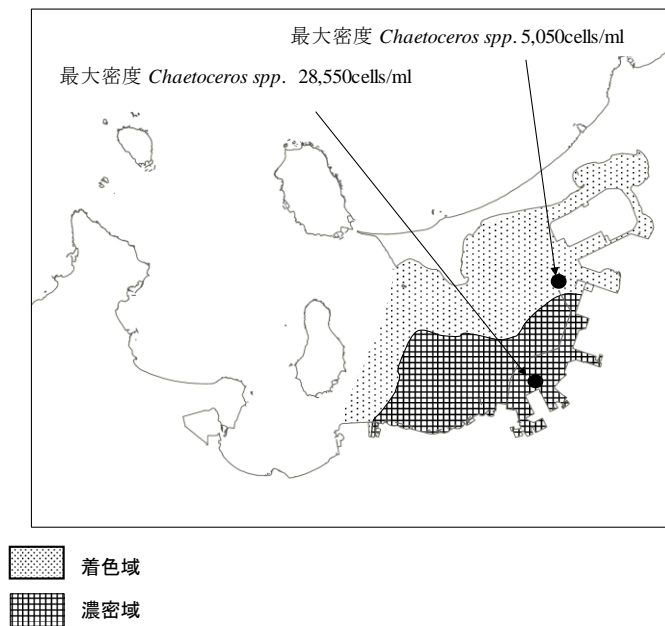 最大密度 Chaetoceros spp. 5,050cells/ml
最大密度 Chaetoceros spp. 28,550cells/ml
着色域
濃密域